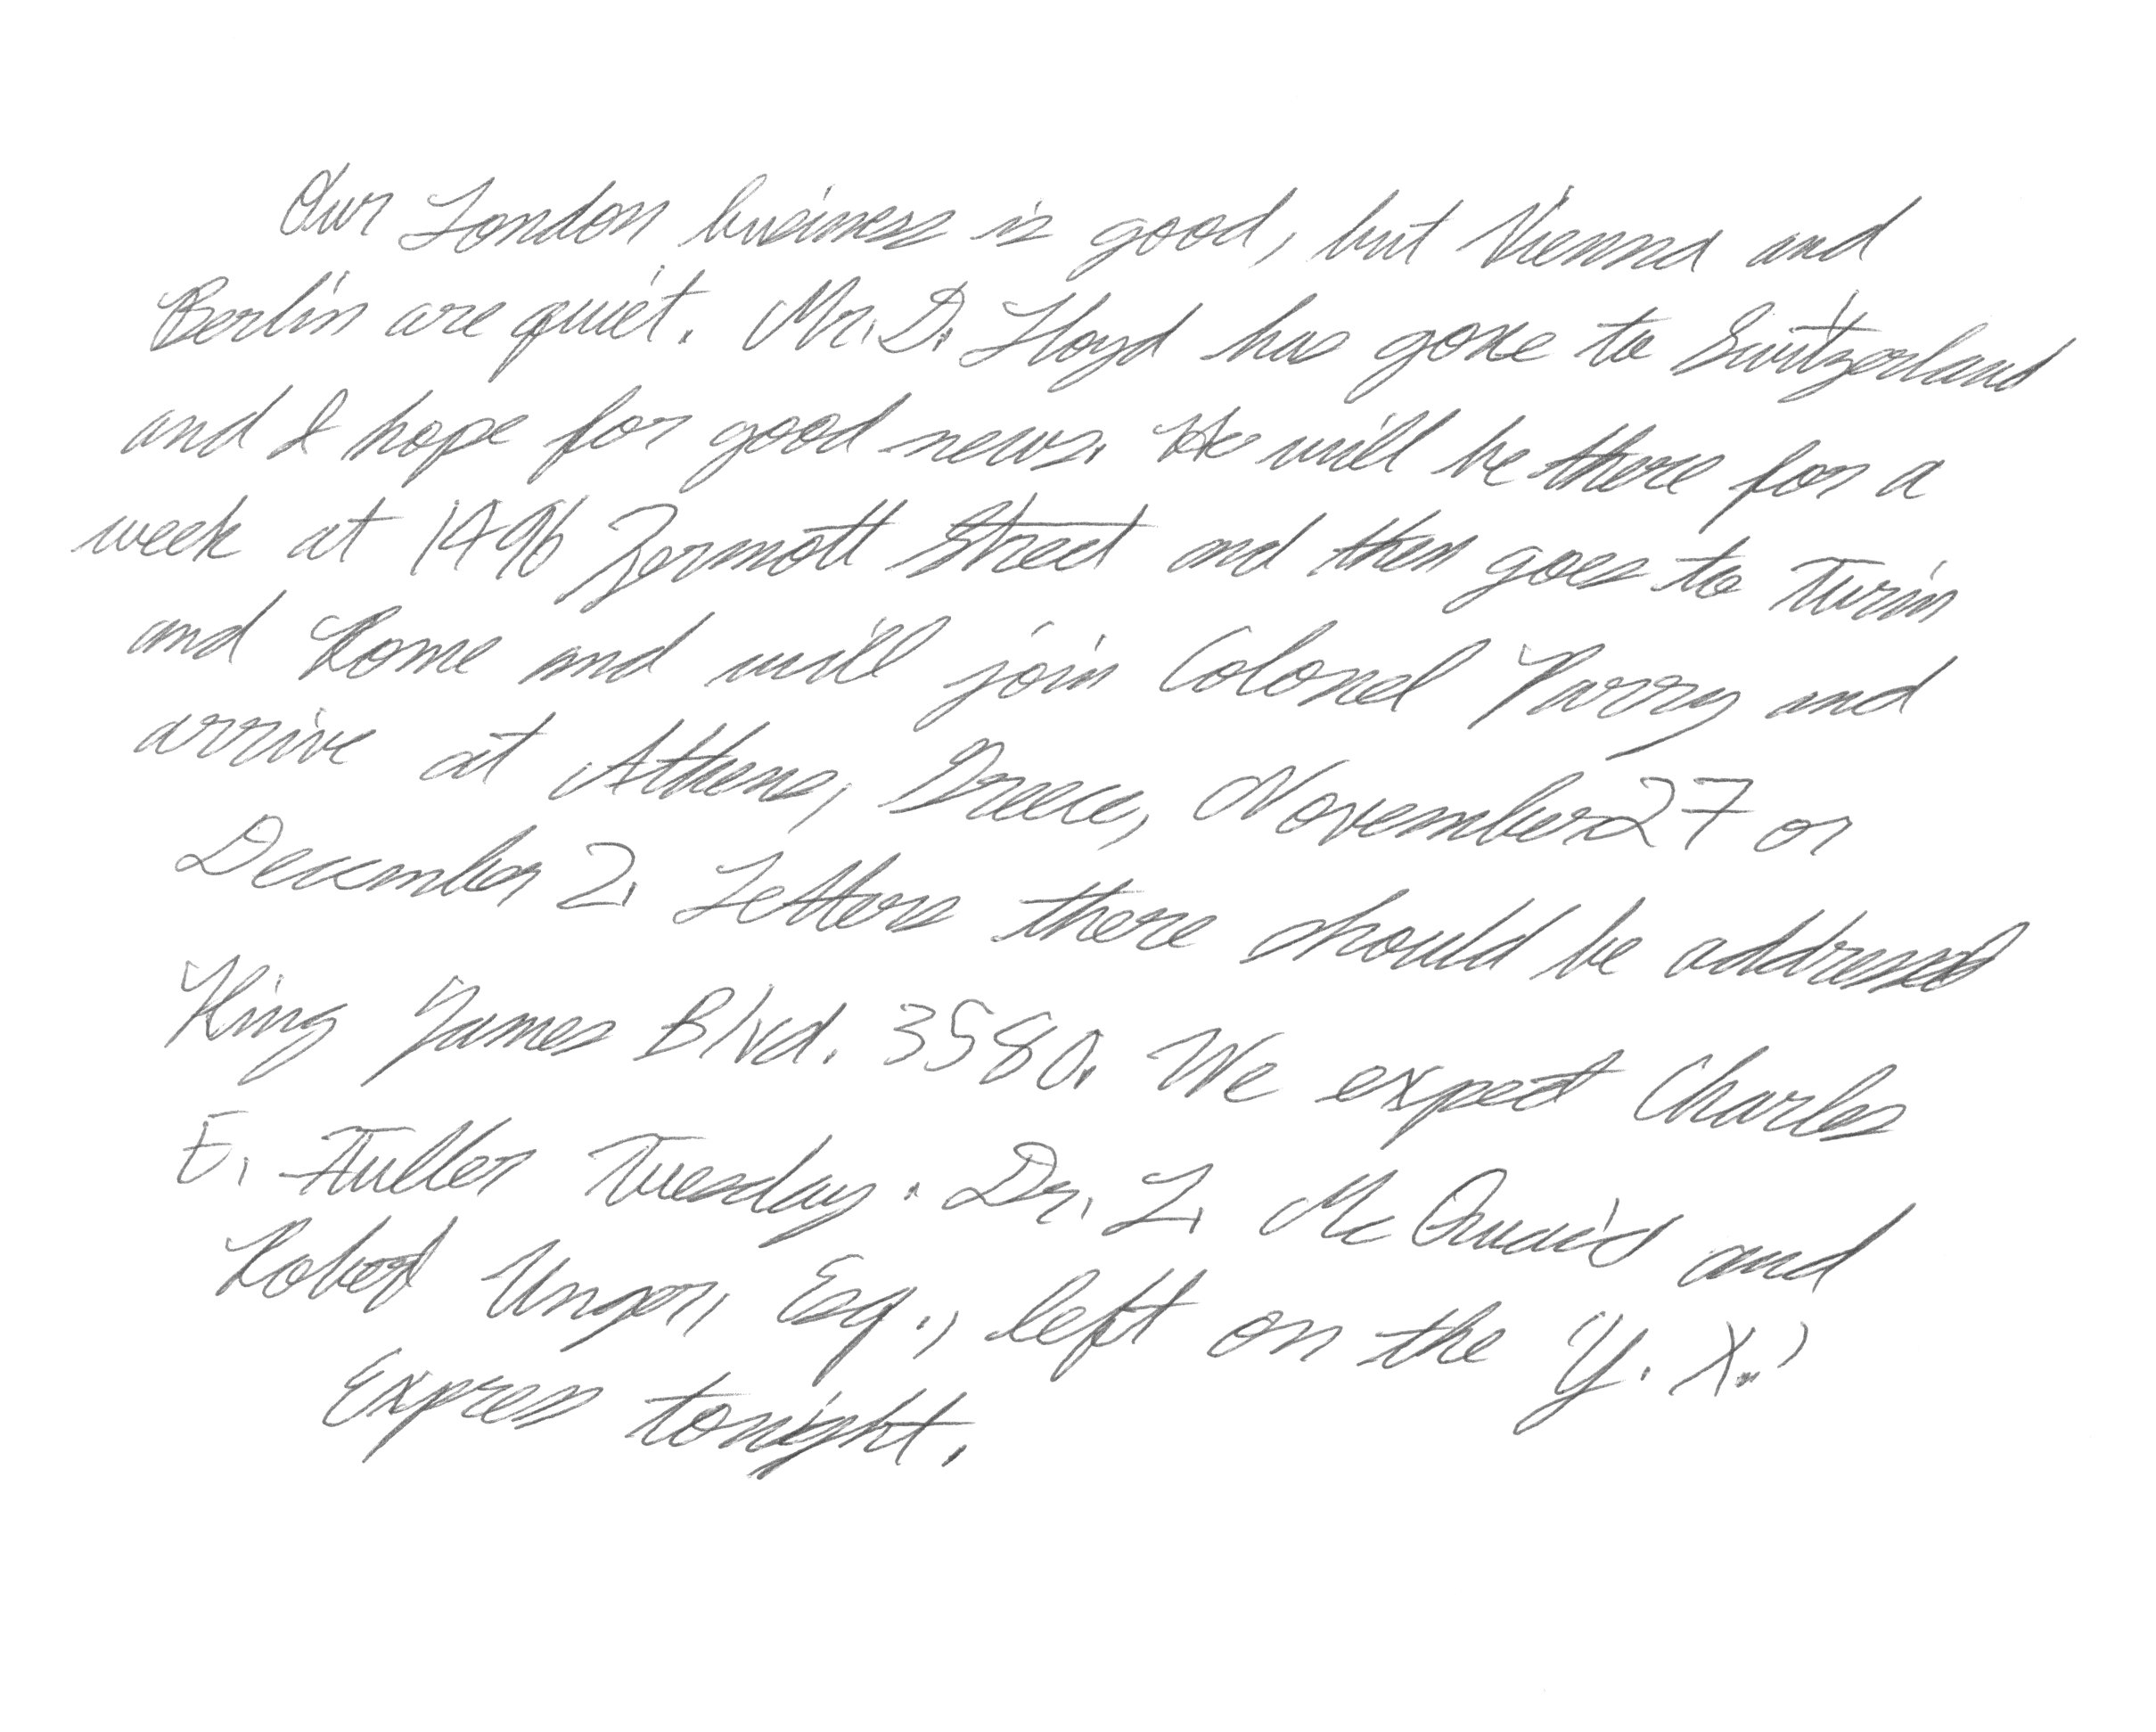 Our London business is good, but Vienna and
Berlin are quiet. Mr. D. Lloyd has gone to Switzerland
and I hope for good news. He will be there for a
week at 1496 Zermott Street and then goes to Turin
and Rome and will join Colonel Parry and
arrive at Athens, Greece, November 27 or
December 2. Letters there should be addressed
King James Blvd. 3580. We expect Charles
E. Fuller Tuesday. Dr. L. Mc Quaid and
Robert Unger, Esq., left on the Y. X.
Express tonight.